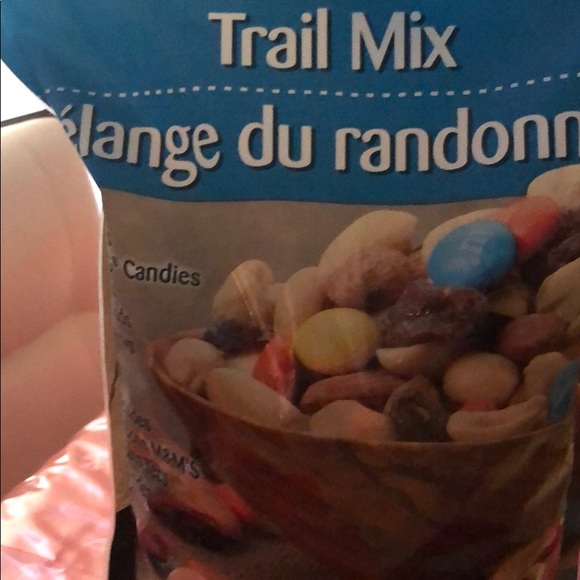 Trail Mix
élange du randonn
Candies
M&M'S